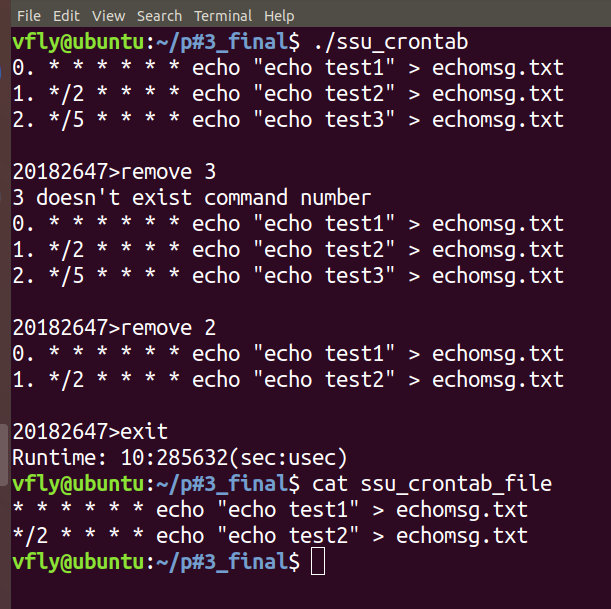 File Edit View Search Terminal Help
vfly@ubuntu:~/p#3_final$ ./ssu_crontab
0. * * * * * * echo "echo test1" > echomsg.txt
1. */2 * * * * echo "echo test2" > echomsg.txt
2. */5 * * * * echo "echo test3" > echomsg.txt
20182647>remove 3
3 doesn't exist command number
0. * * * * * * echo "echo test1" > echomsg.txt
1. */2 * * * * echo "echo test2" > echomsg.txt
2. */5 * * * * echo "echo test3" > echomsg.txt
20182647>remove 2
0. * * * * * * echo "echo test1" > echomsg.txt
1. */2 * * * * echo "echo test2" > echomsg.txt
20182647>exit
Runtime: 10:285632(sec:usec)
vfly@ubuntu:~/p#3_final$ cat ssu_crontab_file
* * * * * * echo "echo test1" > echomsg.txt
*/2 * * * * echo "echo test2" > echomsg.txt
vfly@ubuntu:~/p#3_final$